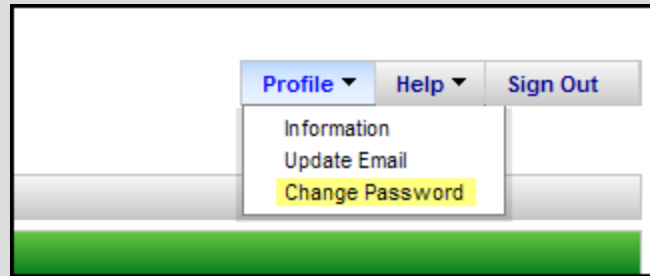 Profile Help Sign Out
Information
Update Email
Change Password